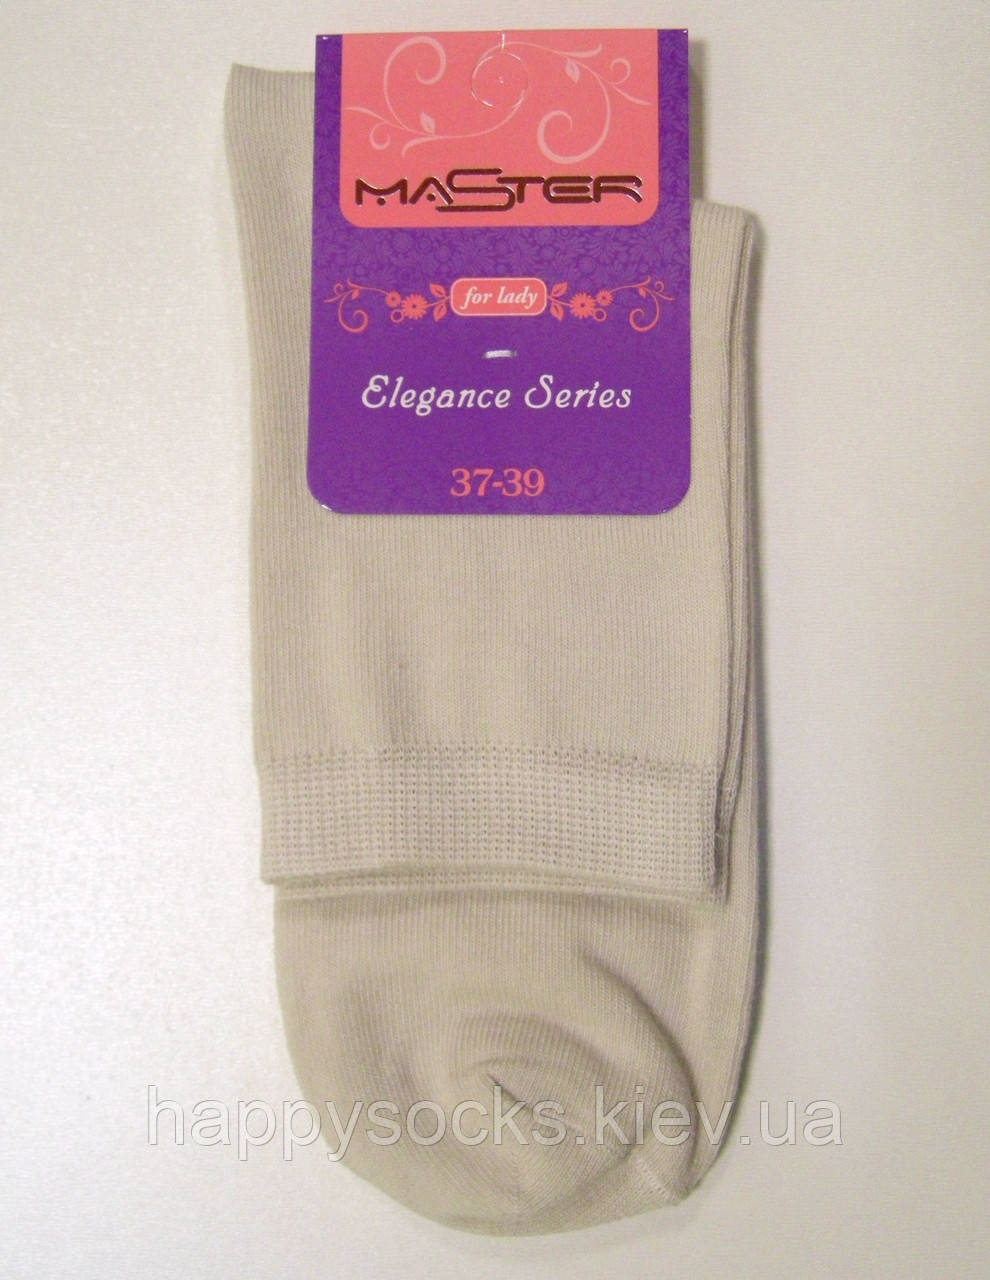 MASTER
for lady
Elegance Series
37-39
happysocks.kiev.ua